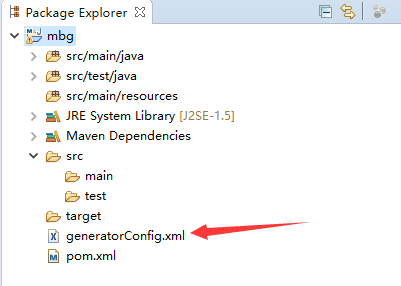 Package Explorer
mbg
src/main/java
src/test/java
src/main/resources
JRE System Library [J2SE-1.5]
Maven Dependencies
src
main
test
target
generatorConfig.xml
pom.xml